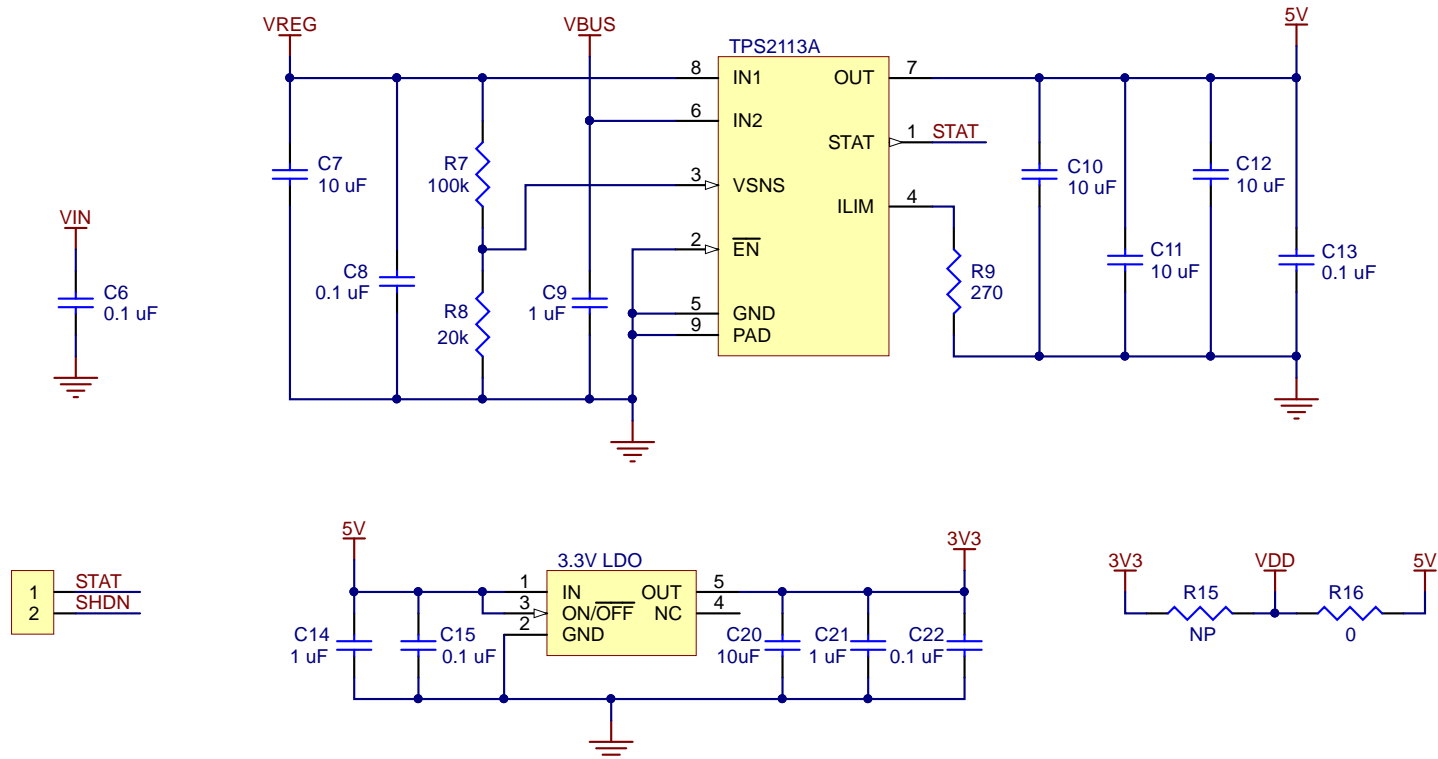 VREG
VBUS
5V
TPS2113A
8 IN1 OUT 7
6 IN2
STAT 1 STAT
C7
10 uF
R7
100k
3 VSNS
ILIM 4
C10
10 uF
C12
10 uF
VIN
2 EN
C6
0.1 uF
C8
0.1 uF
C9
1 uF
R8
20k
5 GND
9 PAD
R9
270
C11
10 uF
C13
0.1 uF
5V
3.3V LDO
3V3
3V3
VDD
5V
1 STAT
2 SHDN
1 IN OUT 5
3 ON/OFF NC 4
2 GND
C14
1 uF
C15
0.1 uF
C20
10uF
C21
1 uF
C22
0.1 uF
R15
NP
R16
0